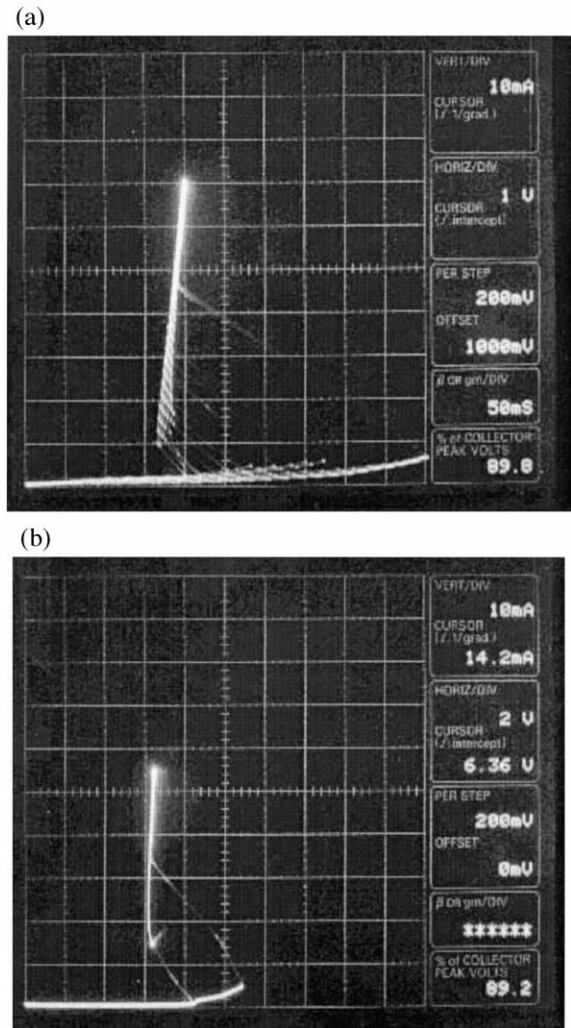 (a)
VERT/DIV
10mA
CURSOR
(/ 1/grad.)
HORIZ/DIV
1 V
CURSOR
(/ intercept)
PER STEP
200mV
OFFSET
1000mV
β OR gm/DIV
50mS
% of COLLECTOR
PEAK VOLTS
89.8
(b)
VERT/DIV
10mA
CURSOR
(/ 1/grad.)
14.2mA
HORIZ/DIV
2 V
CURSOR
(/ intercept)
6.36 V
PER STEP
200mV
OFFSET
0mV
β OR gm/DIV
******
% of COLLECTOR
PEAK VOLTS
89.2